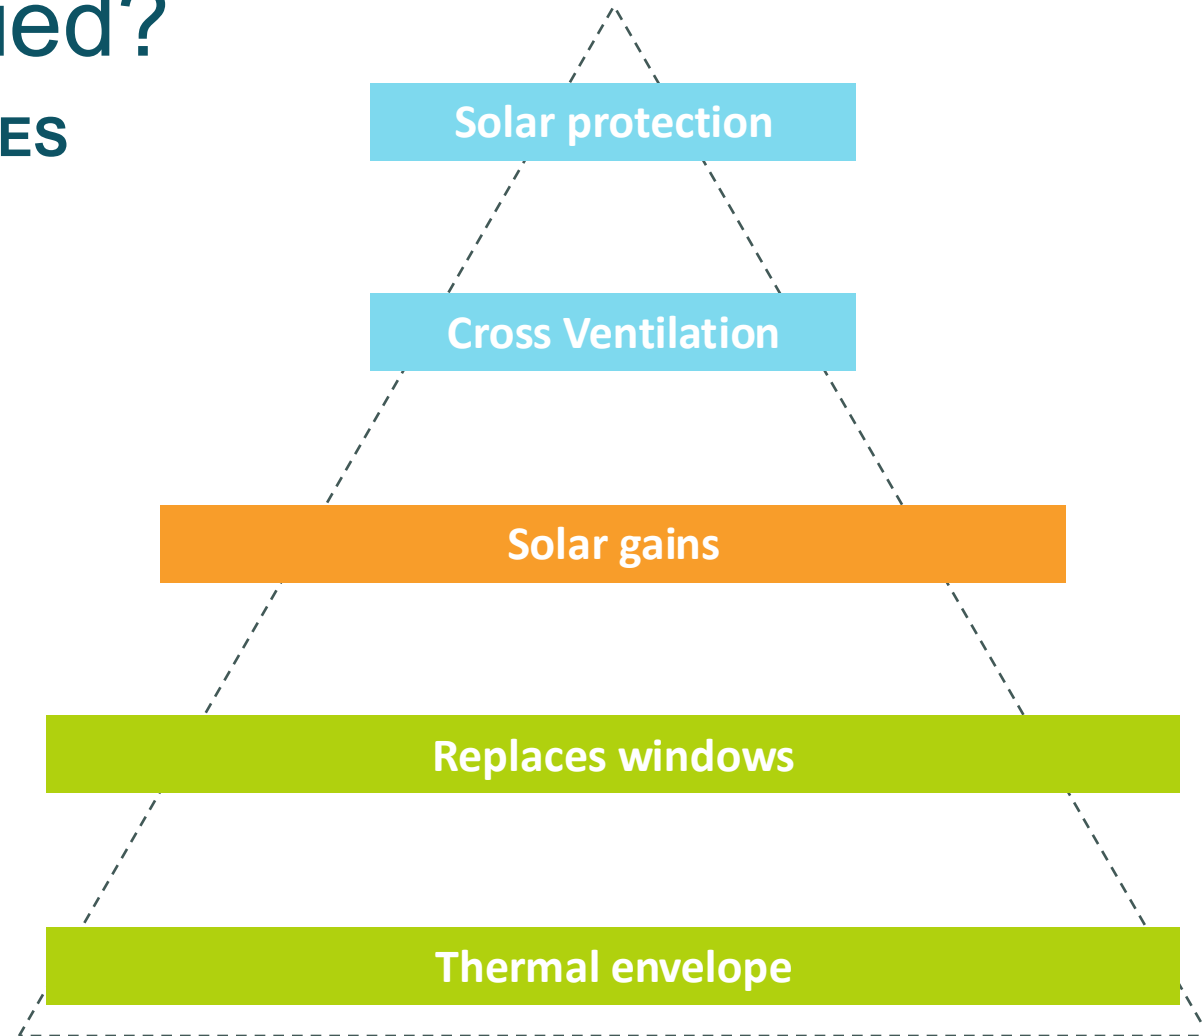 ued?
ES
Solar protection
Cross Ventilation
Solar gains
Replaces windows
Thermal envelope